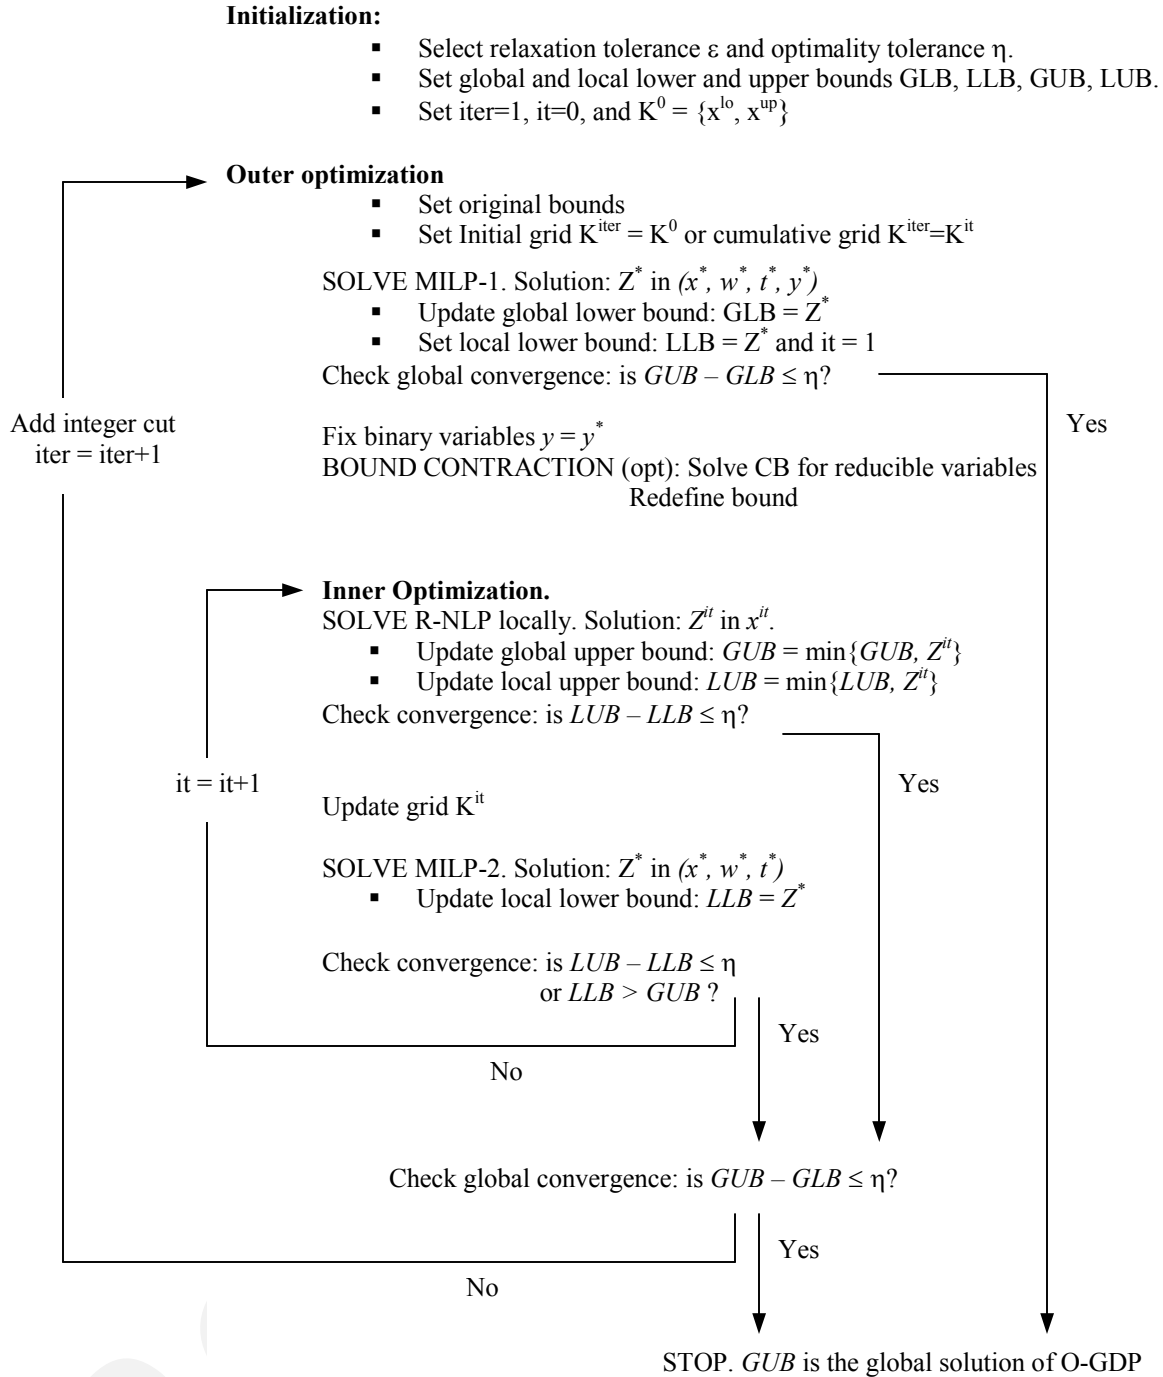 Initialization:
▪ Select relaxation tolerance ε and optimality tolerance η.
▪ Set global and local lower and upper bounds GLB, LLB, GUB, LUB.
▪ Set iter=1, it=0, and K⁰ = {x^lo, x^up}
Outer optimization
▪ Set original bounds
▪ Set Initial grid K^iter = K⁰ or cumulative grid K^iter=K^it
SOLVE MILP-1. Solution: Z* in (x*, w*, t*, y*)
▪ Update global lower bound: GLB = Z*
▪ Set local lower bound: LLB = Z* and it = 1
Check global convergence: is GUB – GLB ≤ η?
Yes
Add integer cut
iter = iter+1
Fix binary variables y = y*
BOUND CONTRACTION (opt): Solve CB for reducible variables
Redefine bound
Inner Optimization.
SOLVE R-NLP locally. Solution: Z^it in x^it.
▪ Update global upper bound: GUB = min{GUB, Z^it}
▪ Update local upper bound: LUB = min{LUB, Z^it}
Check convergence: is LUB – LLB ≤ η?
Yes
it = it+1
Update grid K^it
SOLVE MILP-2. Solution: Z* in (x*, w*, t*)
▪ Update local lower bound: LLB = Z*
Check convergence: is LUB – LLB ≤ η
or LLB > GUB ?
Yes
No
Check global convergence: is GUB – GLB ≤ η?
Yes
No
STOP. GUB is the global solution of O-GDP